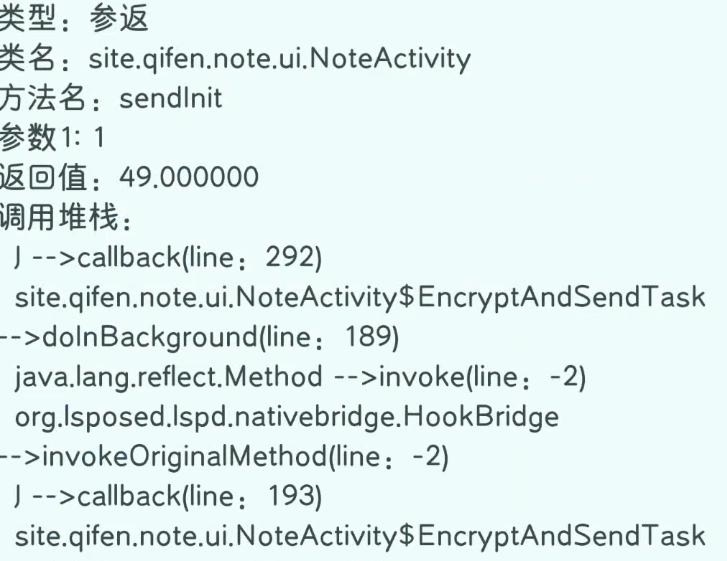 类型：参返
类名：site.qifen.note.ui.NoteActivity
方法名：sendInit
参数1: 1
返回值：49.000000
调用堆栈：
J -->callback(line：292)
site.qifen.note.ui.NoteActivity$EncryptAndSendTask
-->doInBackground(line：189)
java.lang.reflect.Method -->invoke(line：-2)
org.lsposed.lspd.nativebridge.HookBridge
-->invokeOriginalMethod(line：-2)
J -->callback(line：193)
site.qifen.note.ui.NoteActivity$EncryptAndSendTask